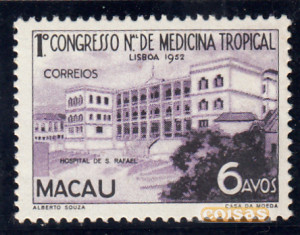 1º CONGRESSO Nal DE MEDICINA TROPICAL
LISBOA 1952
CORREIOS
HOSPITAL DE S. RAFAEL
MACAU
6 AVOS
coisas
ALBERTO SOUZA
CASA DA MOEDA